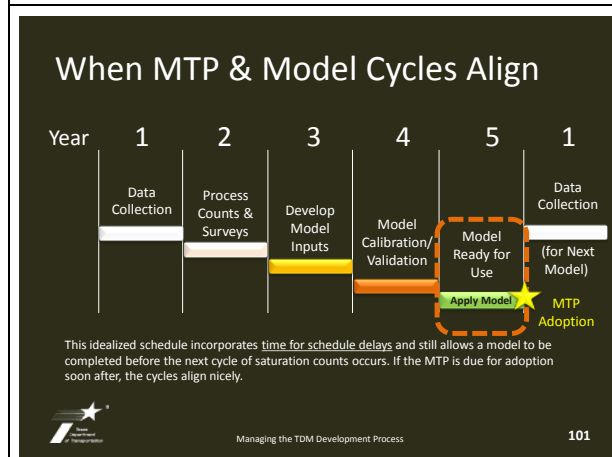 When MTP & Model Cycles Align
Year 1 2 3 4 5 1
Data
Collection
Process
Counts &
Surveys
Develop
Model
Inputs
Model
Calibration/
Validation
Model
Ready for
Use
Apply Model
Data
Collection
(for Next
Model)
MTP
Adoption
This idealized schedule incorporates time for schedule delays and still allows a model to be
completed before the next cycle of saturation counts occurs. If the MTP is due for adoption
soon after, the cycles align nicely.
Texas
Department
of Transportation
Managing the TDM Development Process
101